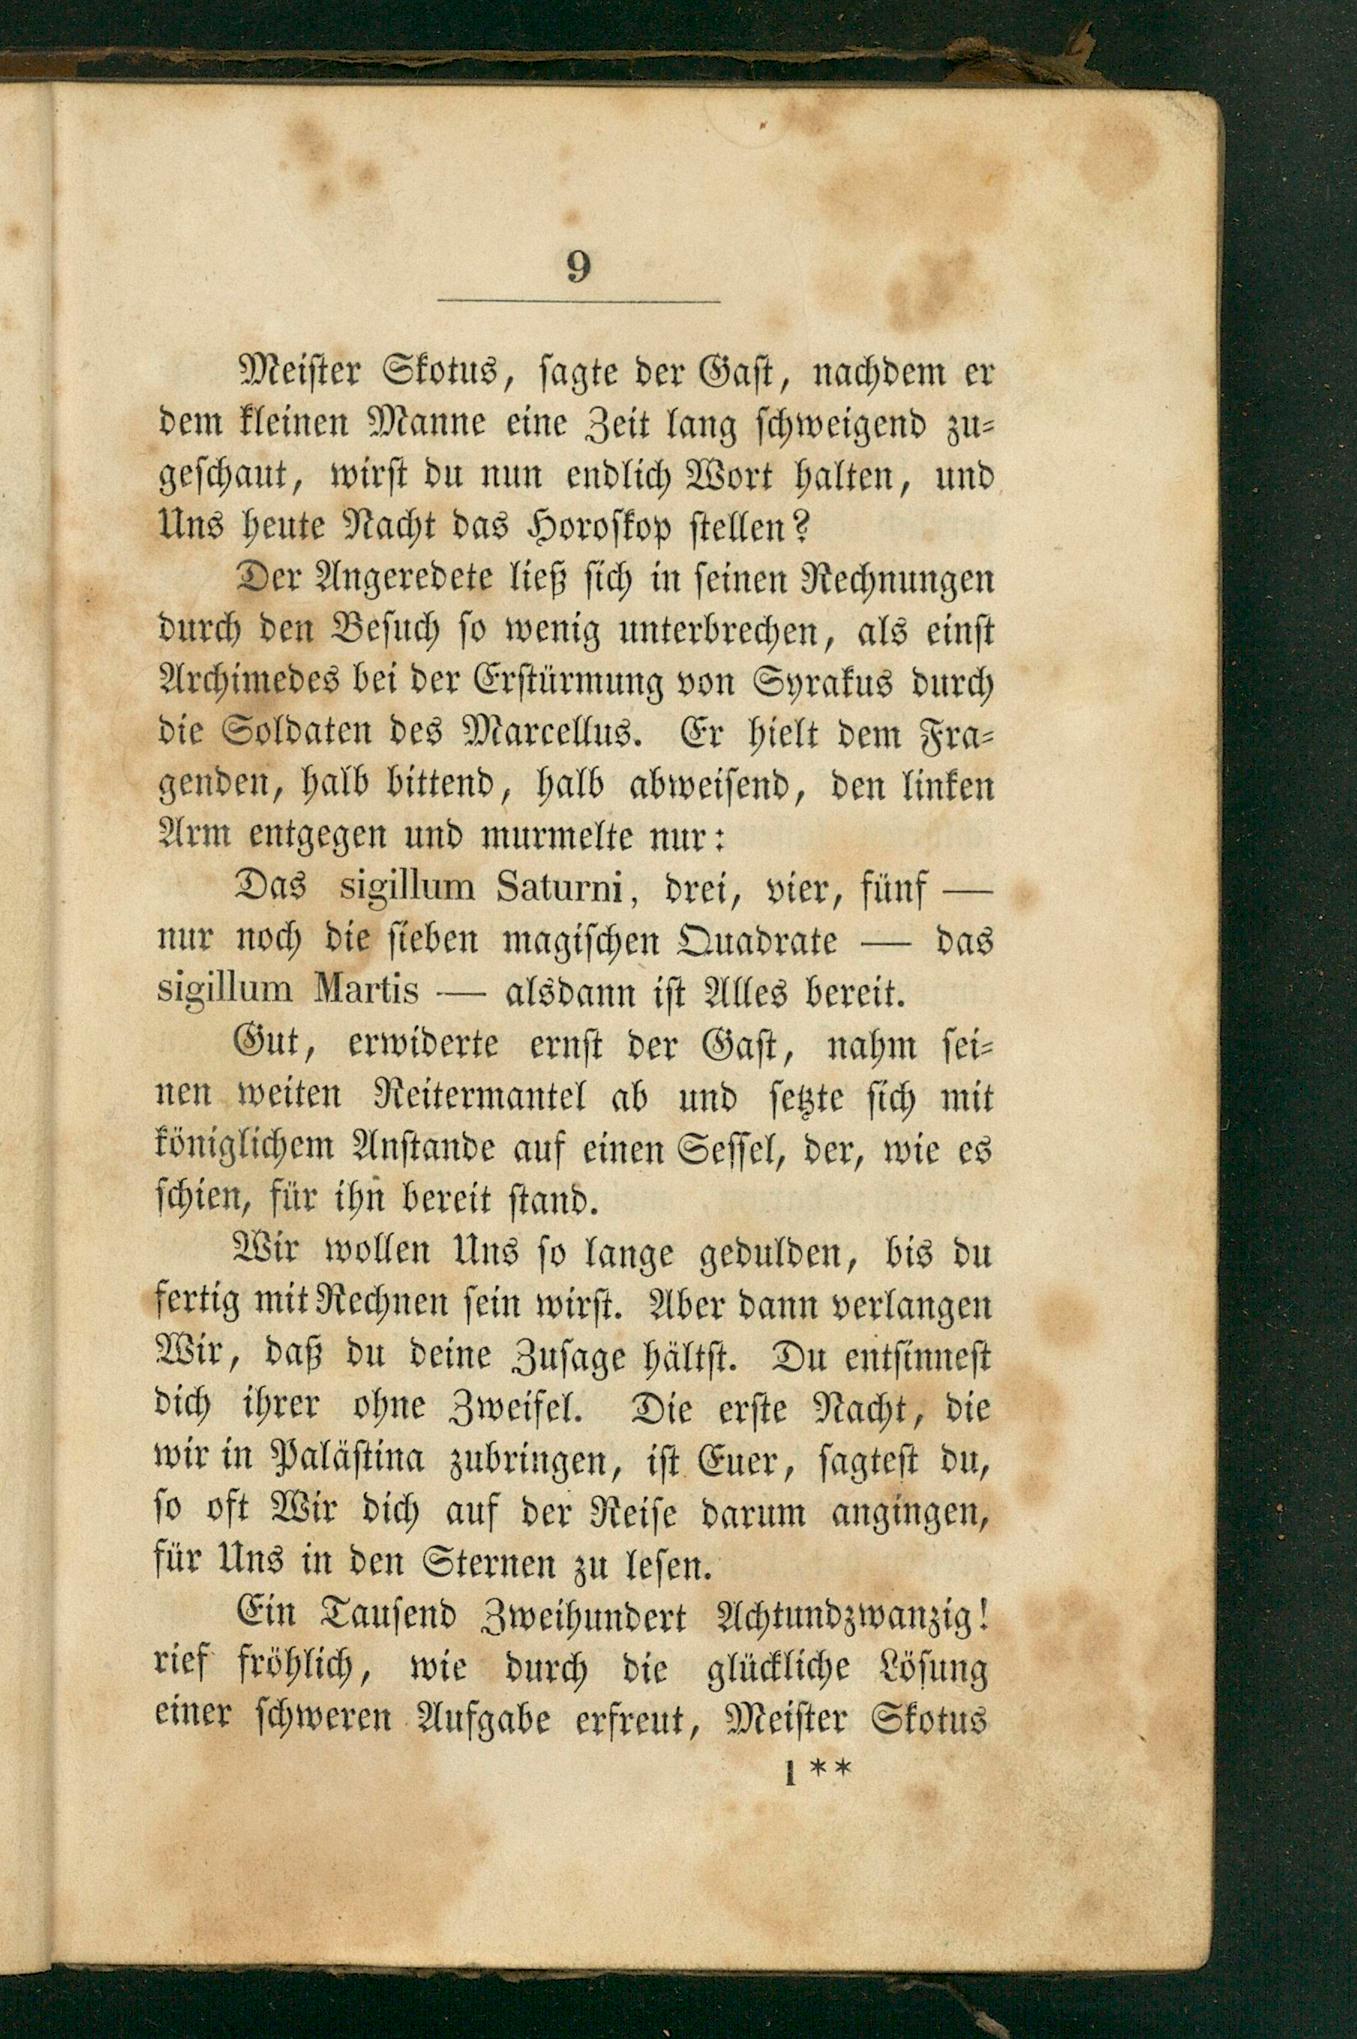 9
Meister Skotus, sagte der Gast, nachdem er
dem kleinen Manne eine Zeit lang schweigend zu-
geschaut, wirst du nun endlich Wort halten, und
Uns heute Nacht das Horoskop stellen?
Der Angeredete ließ sich in seinen Rechnungen
durch den Besuch so wenig unterbrechen, als einst
Archimedes bei der Erstürmung von Syrakus durch
die Soldaten des Marcellus. Er hielt dem Fra-
genden, halb bittend, halb abweisend, den linken
Arm entgegen und murmelte nur:
Das sigillum Saturni, drei, vier, fünf —
nur noch die sieben magischen Quadrate — das
sigillum Martis — alsdann ist Alles bereit.
Gut, erwiderte ernst der Gast, nahm sei-
nen weiten Reitermantel ab und setzte sich mit
königlichem Anstande auf einen Sessel, der, wie es
schien, für ihn bereit stand.
Wir wollen Uns so lange gedulden, bis du
fertig mit Rechnen sein wirst. Aber dann verlangen
Wir, daß du deine Zusage hältst. Du entsinnest
dich ihrer ohne Zweifel. Die erste Nacht, die
wir in Palästina zubringen, ist Euer, sagtest du,
so oft Wir dich auf der Reise darum angingen,
für Uns in den Sternen zu lesen.
Ein Tausend Zweihundert Achtundzwanzig!
rief fröhlich, wie durch die glückliche Lösung
einer schweren Aufgabe erfreut, Meister Skotus
1**